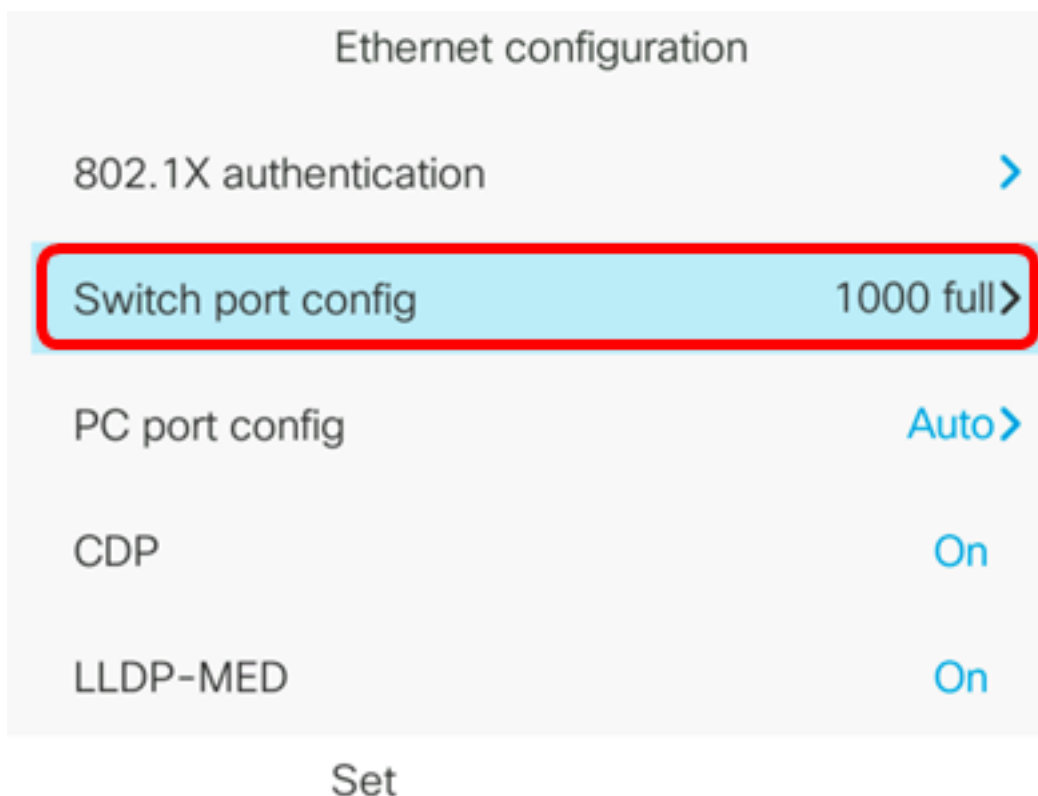 Ethernet configuration
802.1X authentication
Switch port config 1000 full
PC port config Auto
CDP On
LLDP-MED On
Set